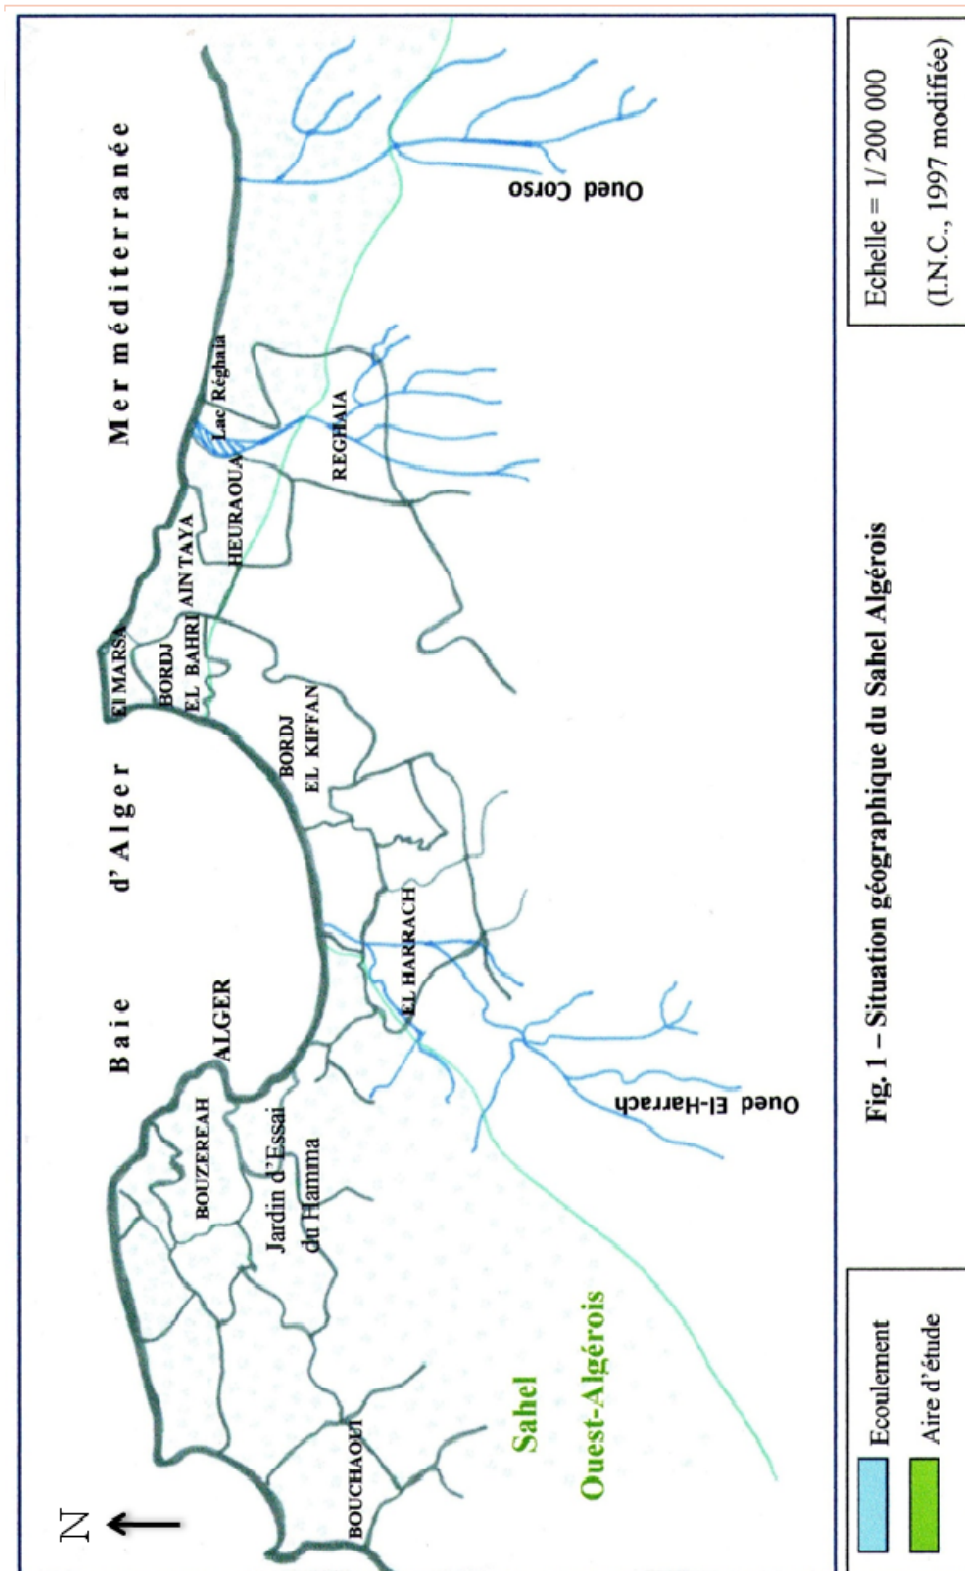 Mer méditerranée
Baie d'Alger
N
El MARSA
BORDJ
EL BAHRI
AINTAYA
HEURAOUA
Lac Réghaia
REGHAIA
Oued Corso
BORDJ
EL KIFFAN
EL HARRACH
Oued El-Harrach
ALGER
BOUZEREAH
Jardin d'Essai
du Hamma
BOUCHAOUI
Sahel
Ouest-Algérois
Ecoulement
Aire d'étude
Fig. 1 – Situation géographique du Sahel Algérois
Echelle = 1/ 200 000
(I.N.C., 1997 modifiée)